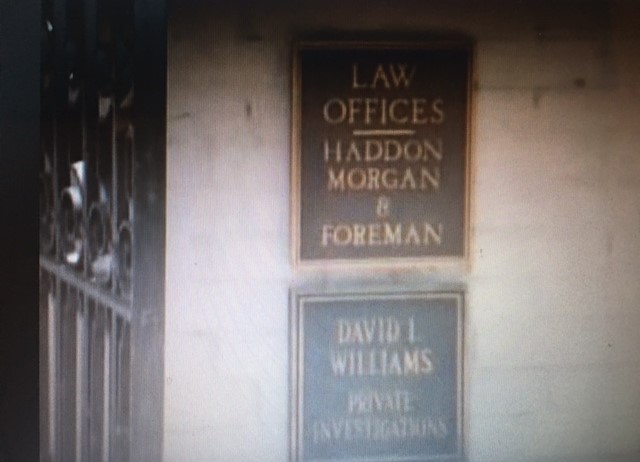 LAW
OFFICES
HADDON
MORGAN
&
FOREMAN
DAVID L
WILLIAMS
PRIVATE
INVESTIGATIONS